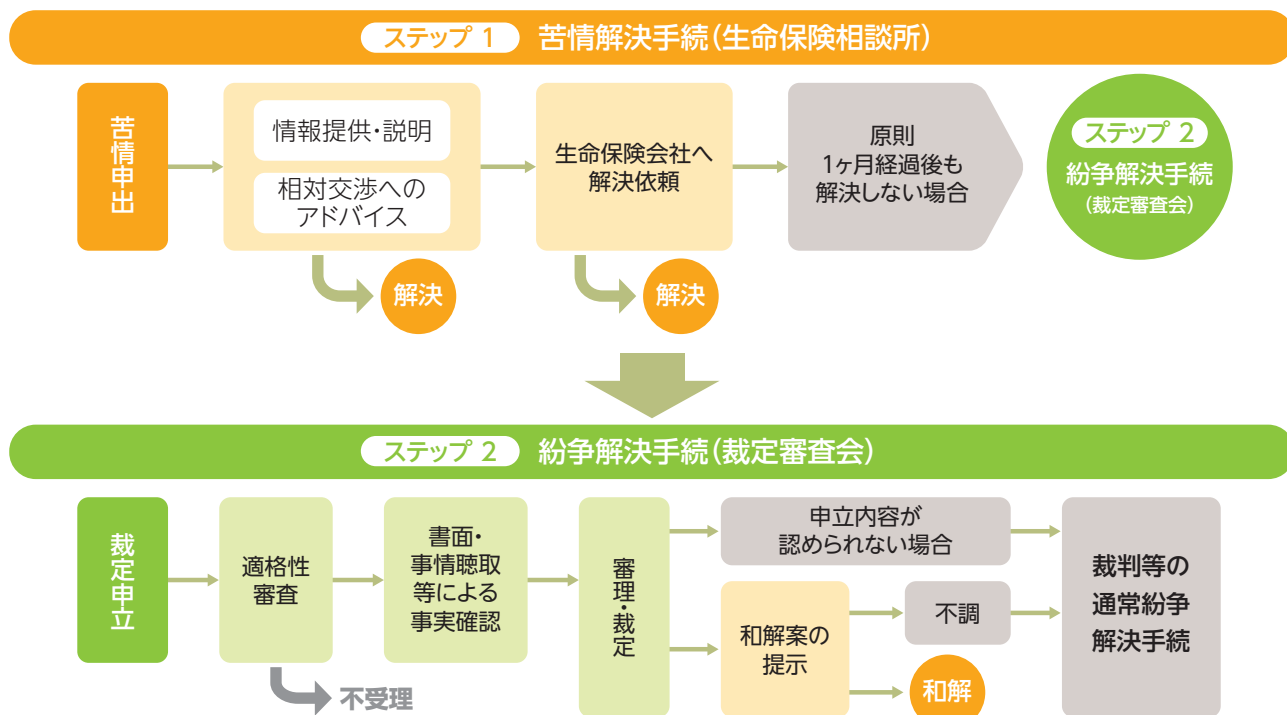 ステップ 1 苦情解決手続(生命保険相談所)
苦情申出
情報提供・説明
相対交渉への
アドバイス
解決
生命保険会社へ
解決依頼
解決
原則
1ヶ月経過後も
解決しない場合
ステップ 2
紛争解決手続
(裁定審査会)
ステップ 2 紛争解決手続(裁定審査会)
裁定申立
適格性
審査
不受理
書面・
事情聴取
等による
事実確認
審理・裁定
申立内容が
認められない場合
和解案の
提示
不調
和解
裁判等の
通常紛争
解決手続